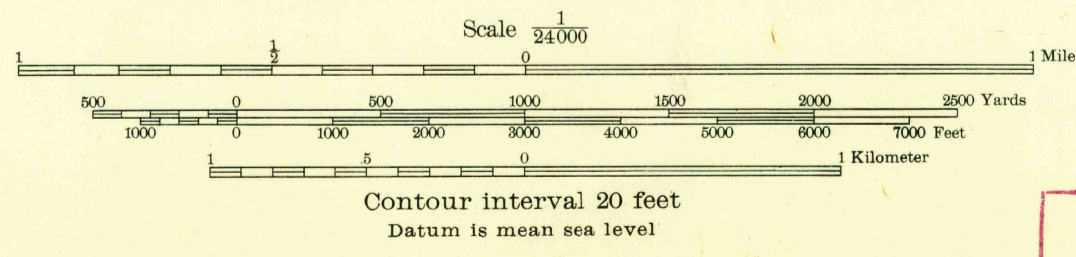 Scale 1/24000
1 ½ 0 1 Mile
500 0 500 1000 1500 2000 2500 Yards
1000 0 1000 2000 3000 4000 5000 6000 7000 Feet
1 .5 0 1 Kilometer
Contour interval 20 feet
Datum is mean sea level